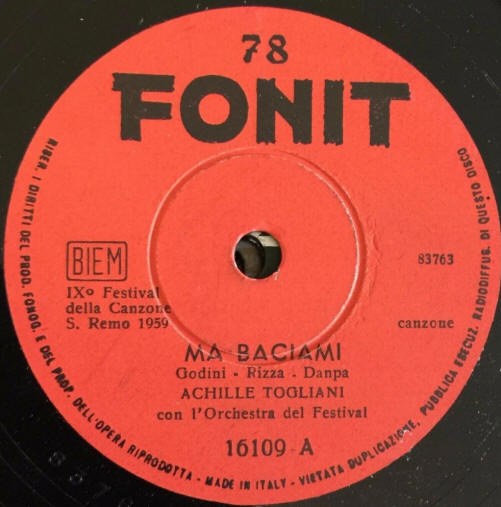 78
FONIT
BIEM
83763
IXº Festival
della Canzone
S. Remo 1959
canzone
MA BACIAMI
Godini - Rizza - Danpa
ACHILLE TOGLIANI
con l'Orchestra del Festival
16109 A
RISER. I DIRITTI DEL PROD. FONOG. E DEL PROP. DELL'OPERA RIPRODOTTA - MADE IN ITALY - VIETATA DUPLICAZIONE, PUBBLICA ESECUZ. RADIODIFFUS. DI QUESTO DISCO